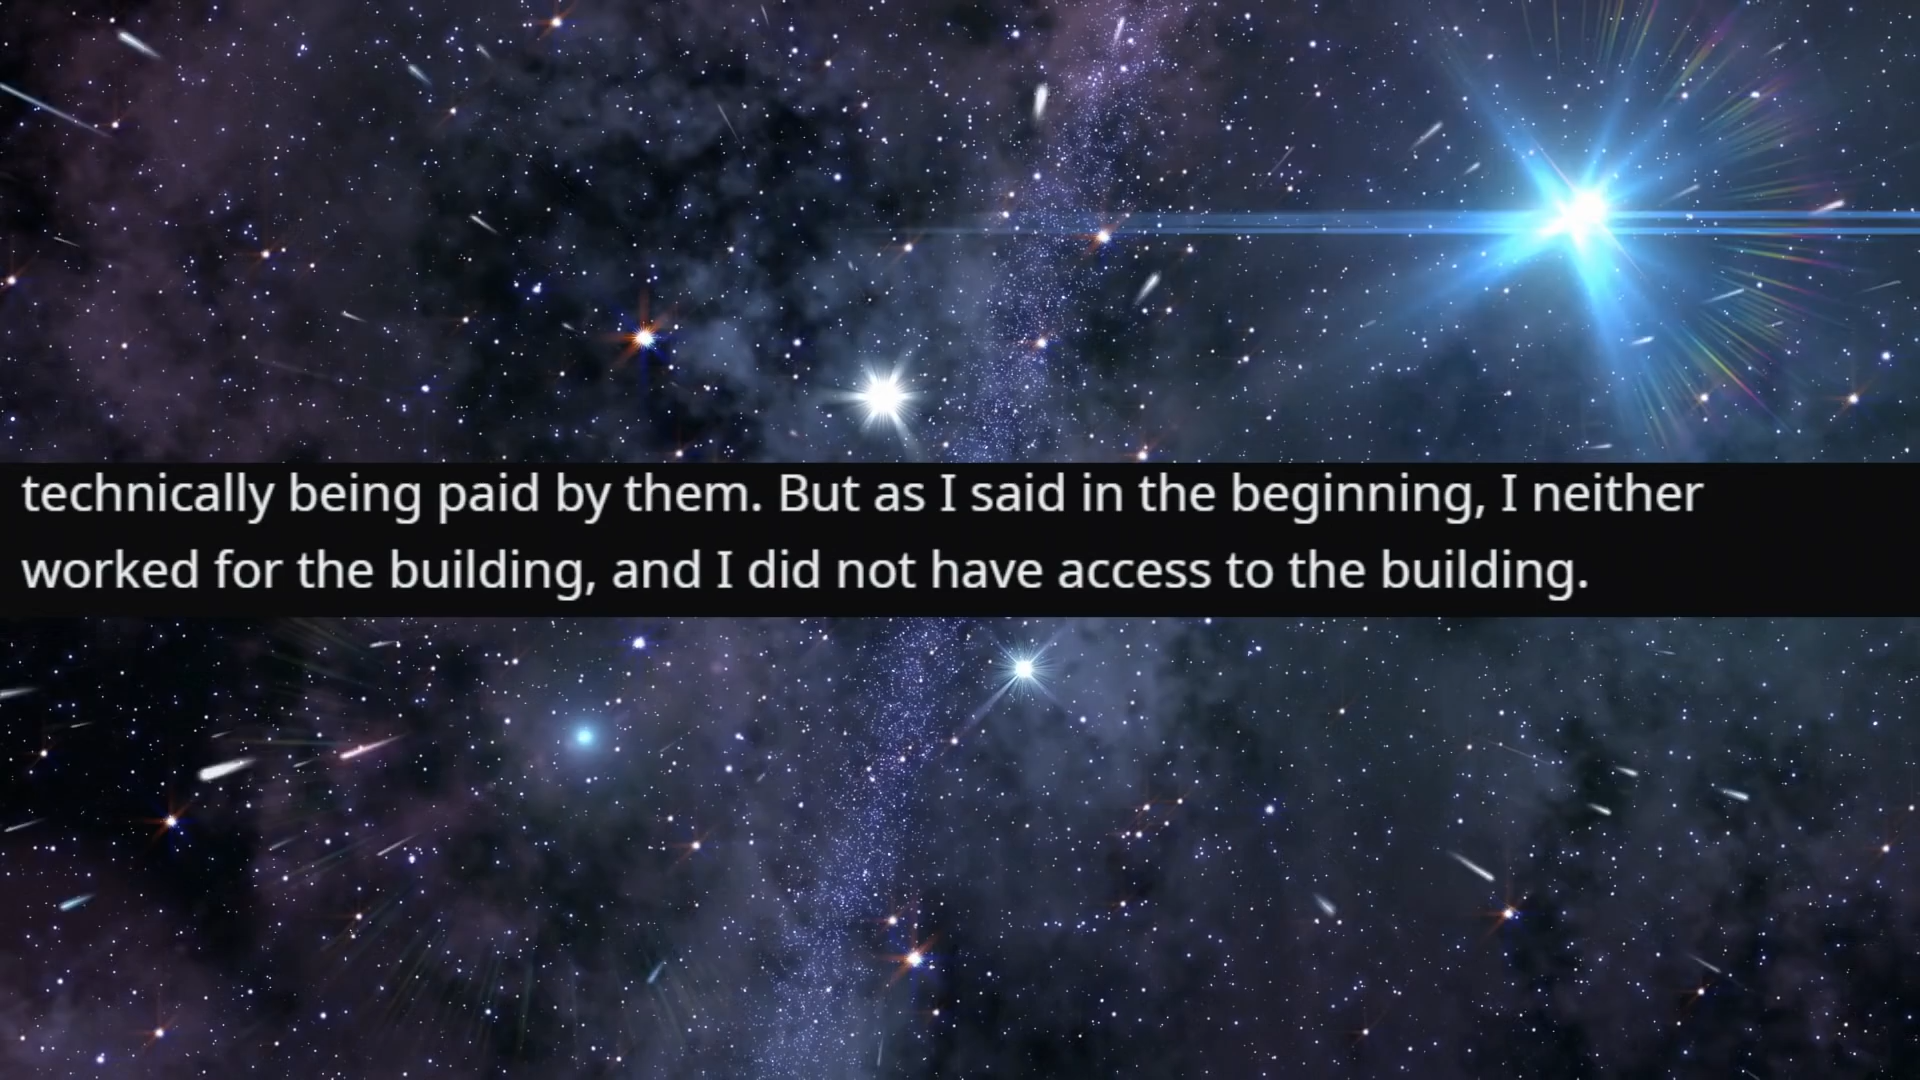 technically being paid by them. But as I said in the beginning, I neither
worked for the building, and I did not have access to the building.